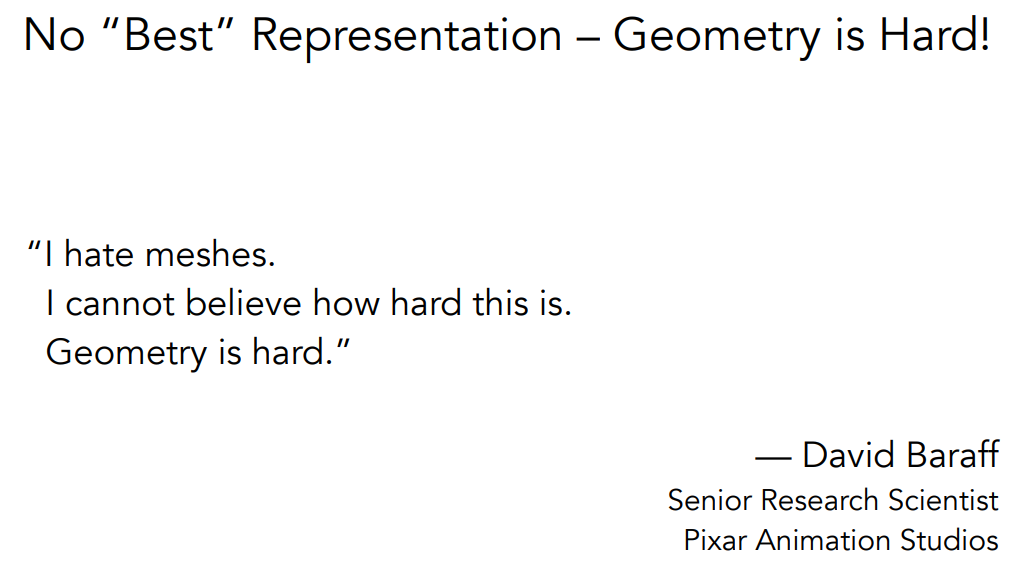 No “Best” Representation – Geometry is Hard!
“I hate meshes.
I cannot believe how hard this is.
Geometry is hard.”
— David Baraff
Senior Research Scientist
Pixar Animation Studios